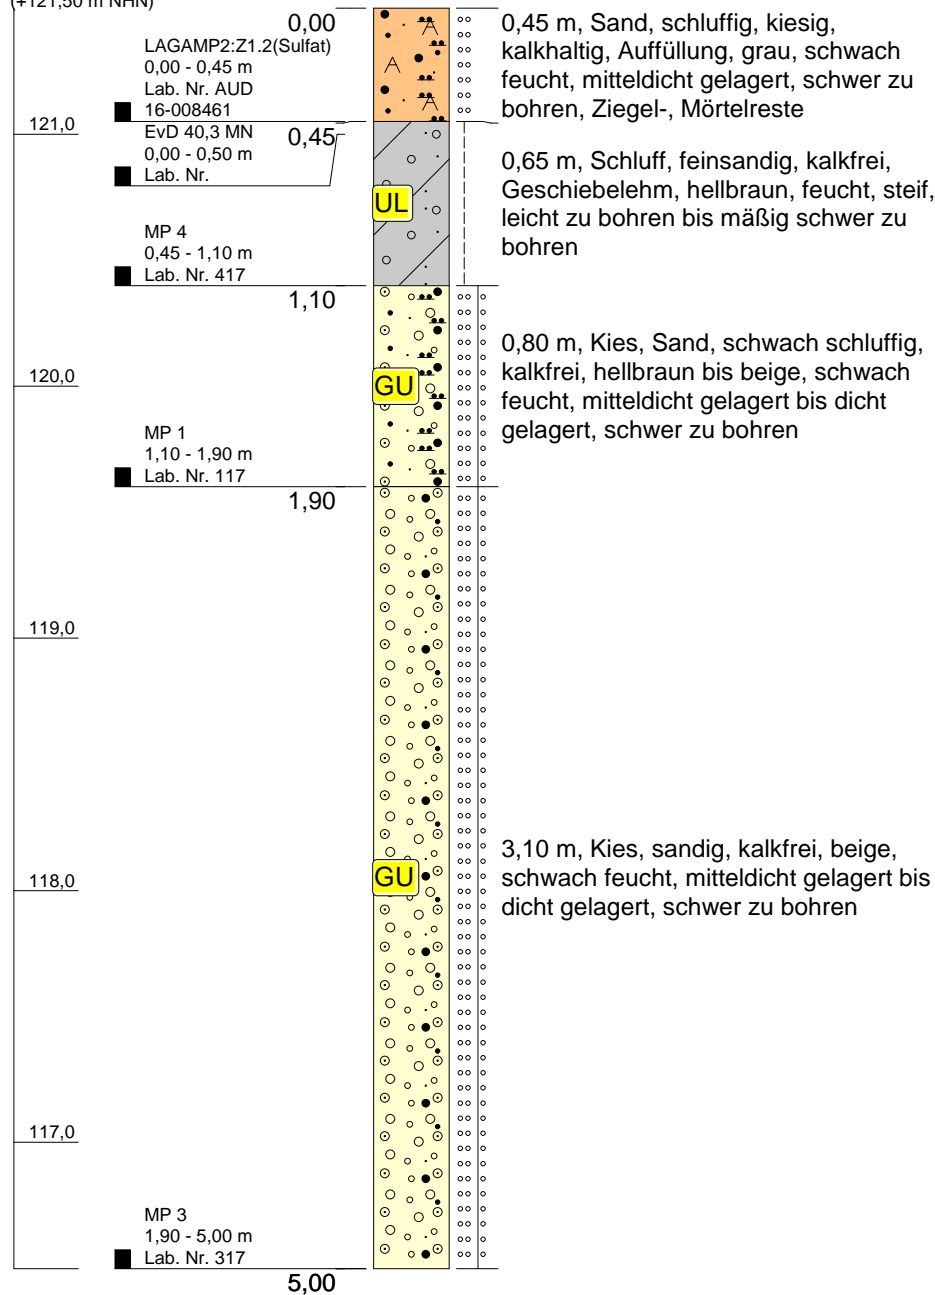 (+121,50 m NHN)
0,00
LAGAMP2:Z1.2(Sulfat)
0,00 - 0,45 m
Lab. Nr. AUD
16-008461
0,45 m, Sand, schluffig, kiesig,
kalkhaltig, Auffüllung, grau, schwach
feucht, mitteldicht gelagert, schwer zu
bohren, Ziegel-, Mörtelreste
A
A
A
121,0
0,45
EvD 40,3 MN
0,00 - 0,50 m
Lab. Nr.
0,65 m, Schluff, feinsandig, kalkfrei,
Geschiebelehm, hellbraun, feucht, steif,
leicht zu bohren bis mäßig schwer zu
bohren
UL
MP 4
0,45 - 1,10 m
Lab. Nr. 417
1,10
0,80 m, Kies, Sand, schwach schluffig,
kalkfrei, hellbraun bis beige, schwach
feucht, mitteldicht gelagert bis dicht
gelagert, schwer zu bohren
120,0
GU
MP 1
1,10 - 1,90 m
Lab. Nr. 117
1,90
119,0
3,10 m, Kies, sandig, kalkfrei, beige,
schwach feucht, mitteldicht gelagert bis
dicht gelagert, schwer zu bohren
GU
118,0
117,0
MP 3
1,90 - 5,00 m
Lab. Nr. 317
5,00